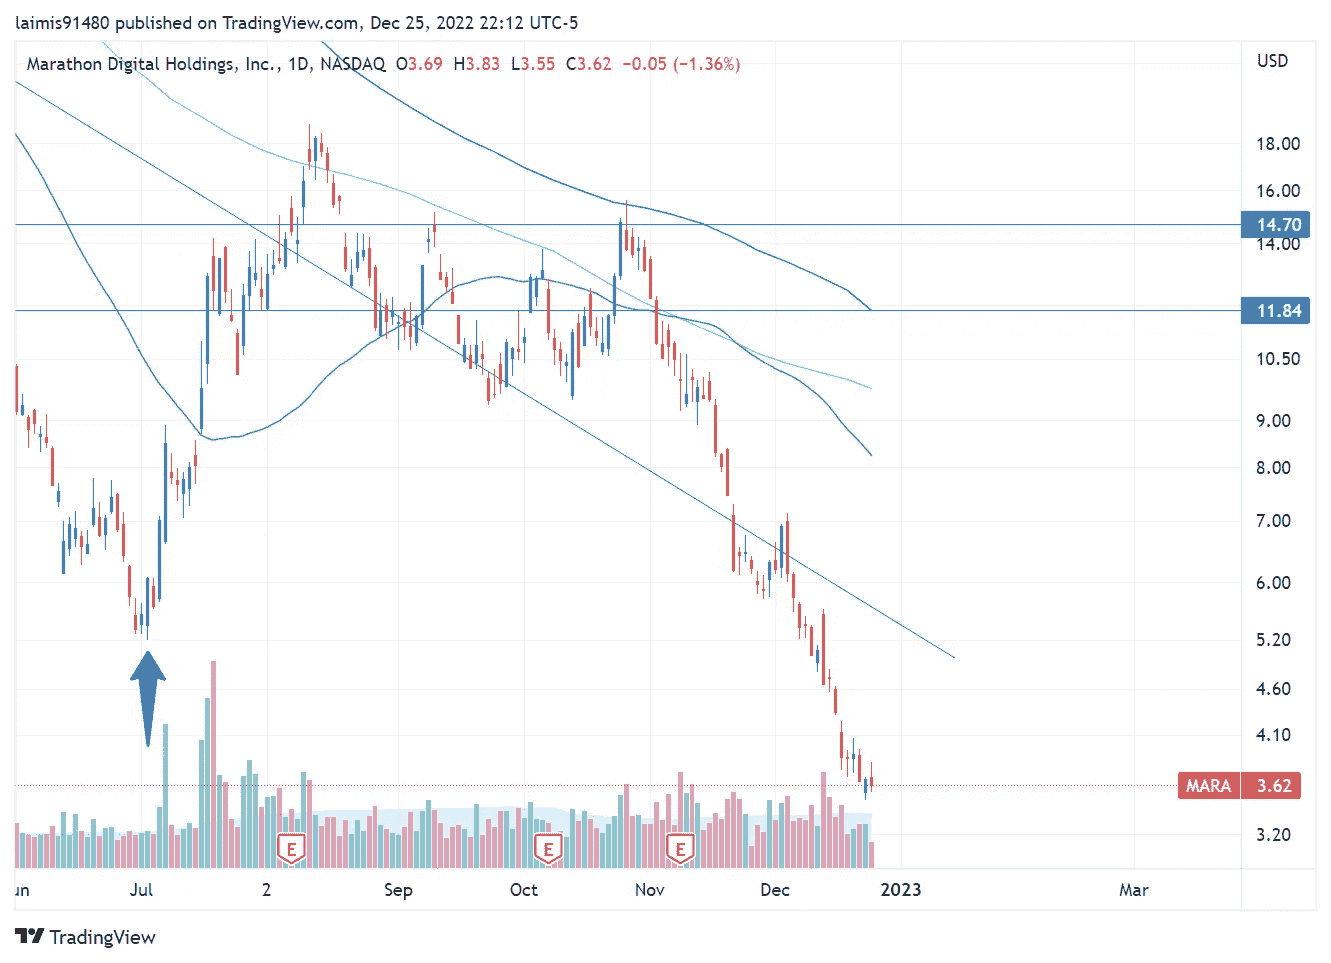 laimis91480 published on TradingView.com, Dec 25, 2022 22:12 UTC-5
Marathon Digital Holdings, Inc., 1D, NASDAQ O3.69 H3.83 L3.55 C3.62 −0.05 (−1.36%)
USD
18.00
16.00
14.70
14.00
11.84
10.50
9.00
8.00
7.00
6.00
5.20
4.60
4.10
MARA 3.62
3.20
E E E
un Jul 2 Sep Oct Nov Dec 2023 Mar
TradingView